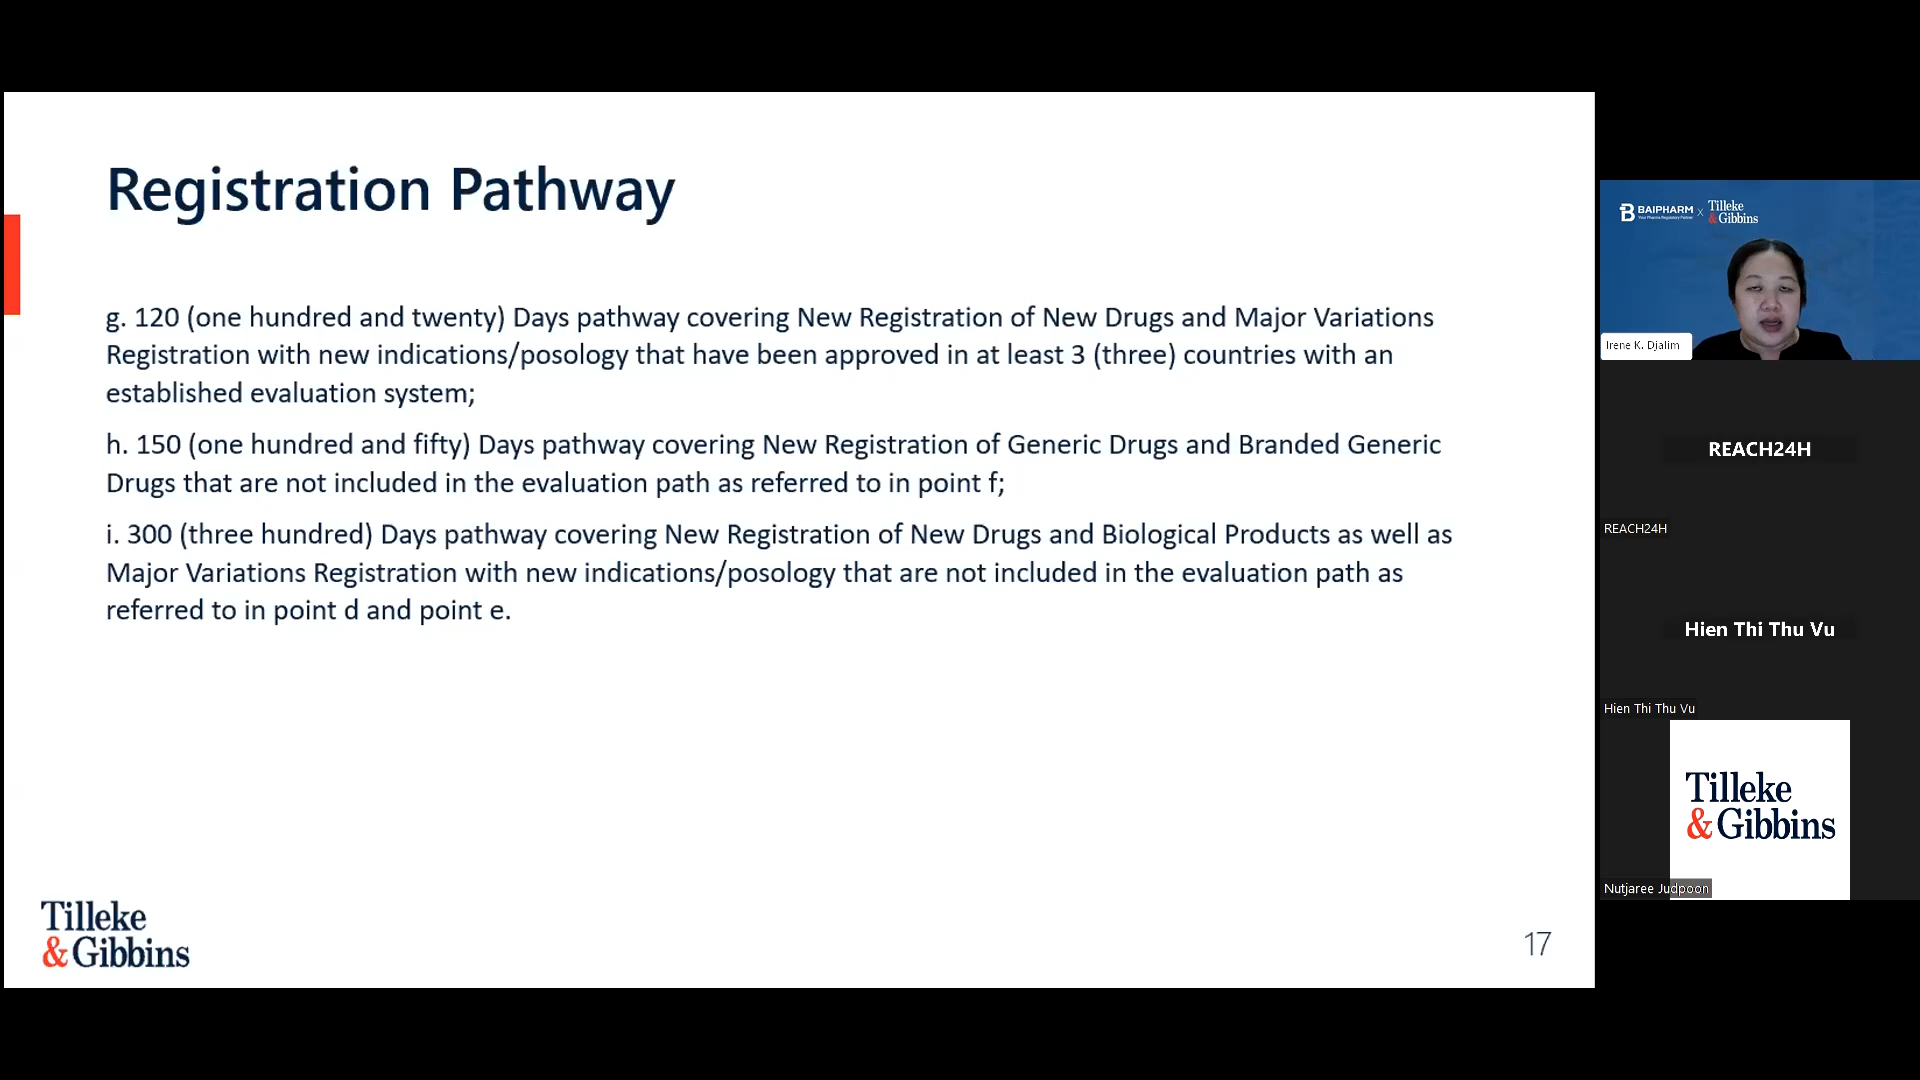 Registration Pathway
g. 120 (one hundred and twenty) Days pathway covering New Registration of New Drugs and Major Variations
Registration with new indications/posology that have been approved in at least 3 (three) countries with an
established evaluation system;
h. 150 (one hundred and fifty) Days pathway covering New Registration of Generic Drugs and Branded Generic
Drugs that are not included in the evaluation path as referred to in point f;
i. 300 (three hundred) Days pathway covering New Registration of New Drugs and Biological Products as well as
Major Variations Registration with new indications/posology that are not included in the evaluation path as
referred to in point d and point e.
Tilleke
& Gibbins
17
BAIPHARM x Tilleke
& Gibbins
Your Pharma Regulatory Partner
Irene K. Djalim
REACH24H
REACH24H
Hien Thi Thu Vu
Hien Thi Thu Vu
Tilleke
& Gibbins
Nutjaree Judpoon